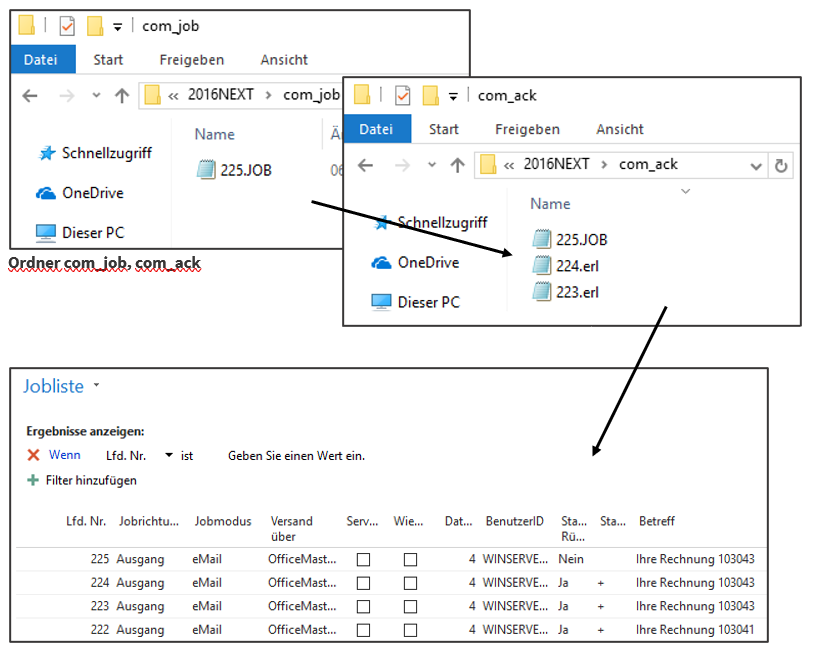 com_job
Datei Start Freigeben Ansicht
« 2016NEXT > com_job
Name
Schnellzugriff
225.JOB
OneDrive
Dieser PC
Ordner com_job, com_ack
com_ack
Datei Start Freigeben Ansicht
« 2016NEXT > com_ack
Name
Schnellzugriff
225.JOB
OneDrive
224.erl
223.erl
Dieser PC
Jobliste
Ergebnisse anzeigen:
Wenn Lfd. Nr. ist Geben Sie einen Wert ein.
Filter hinzufügen
Lfd. Nr. Jobrichtu... Jobmodus Versand über Serv... Wie... Dat... BenutzerID Sta... Rü... Sta... Betreff
225 Ausgang eMail OfficeMast... 4 WINSERVE... Nein Ihre Rechnung 103043
224 Ausgang eMail OfficeMast... 4 WINSERVE... Ja + Ihre Rechnung 103043
223 Ausgang eMail OfficeMast... 4 WINSERVE... Ja + Ihre Rechnung 103043
222 Ausgang eMail OfficeMast... 4 WINSERVE... Ja + Ihre Rechnung 103041